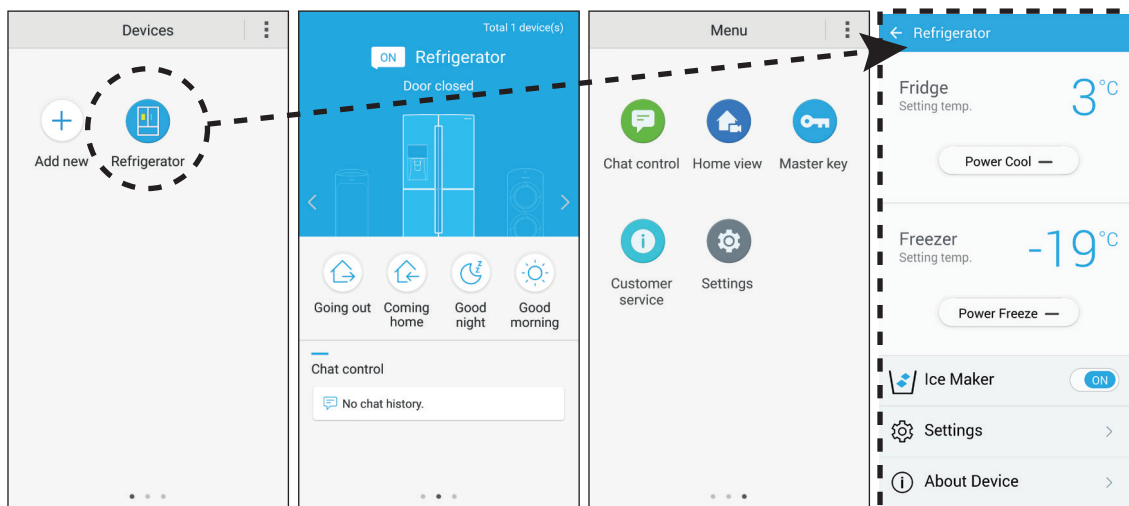 Devices
Add new
Refrigerator
Total 1 device(s)
ON Refrigerator
Door closed
Going out
Coming
home
Good
night
Good
morning
Chat control
No chat history.
Menu
Chat control
Home view
Master key
Customer
service
Settings
Refrigerator
Fridge
Setting temp.
3°C
Power Cool —
Freezer
Setting temp.
-19°C
Power Freeze —
Ice Maker
ON
Settings
About Device